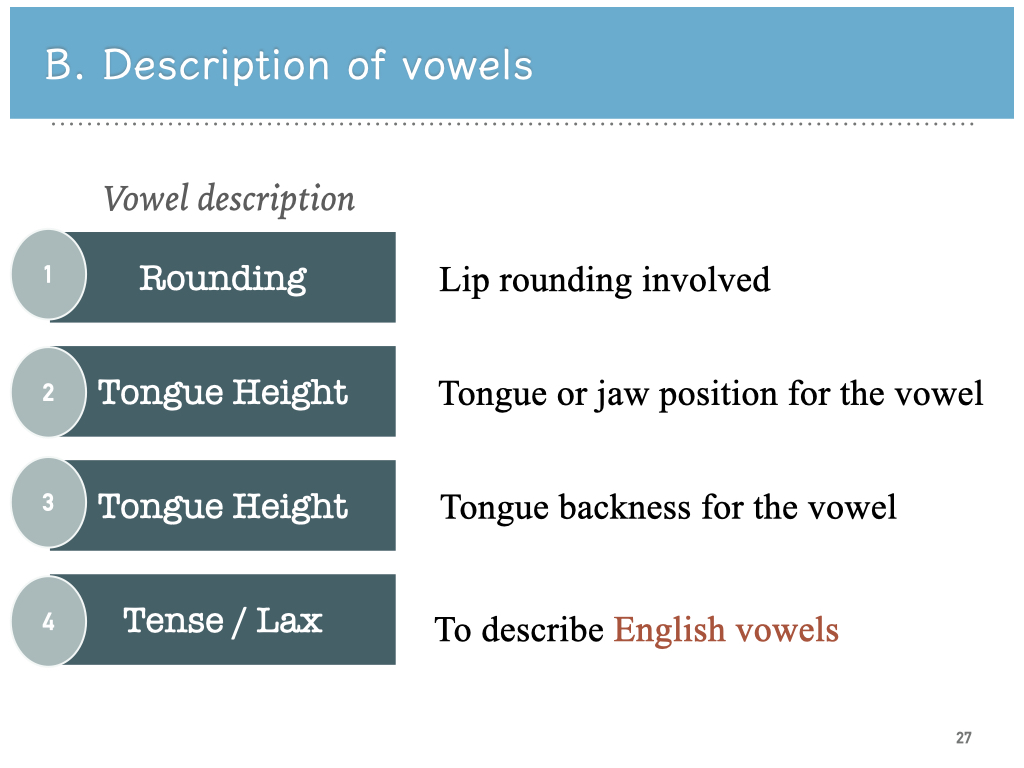 B. Description of vowels
Vowel description
1 Rounding Lip rounding involved
2 Tongue Height Tongue or jaw position for the vowel
3 Tongue Height Tongue backness for the vowel
4 Tense / Lax To describe English vowels
27